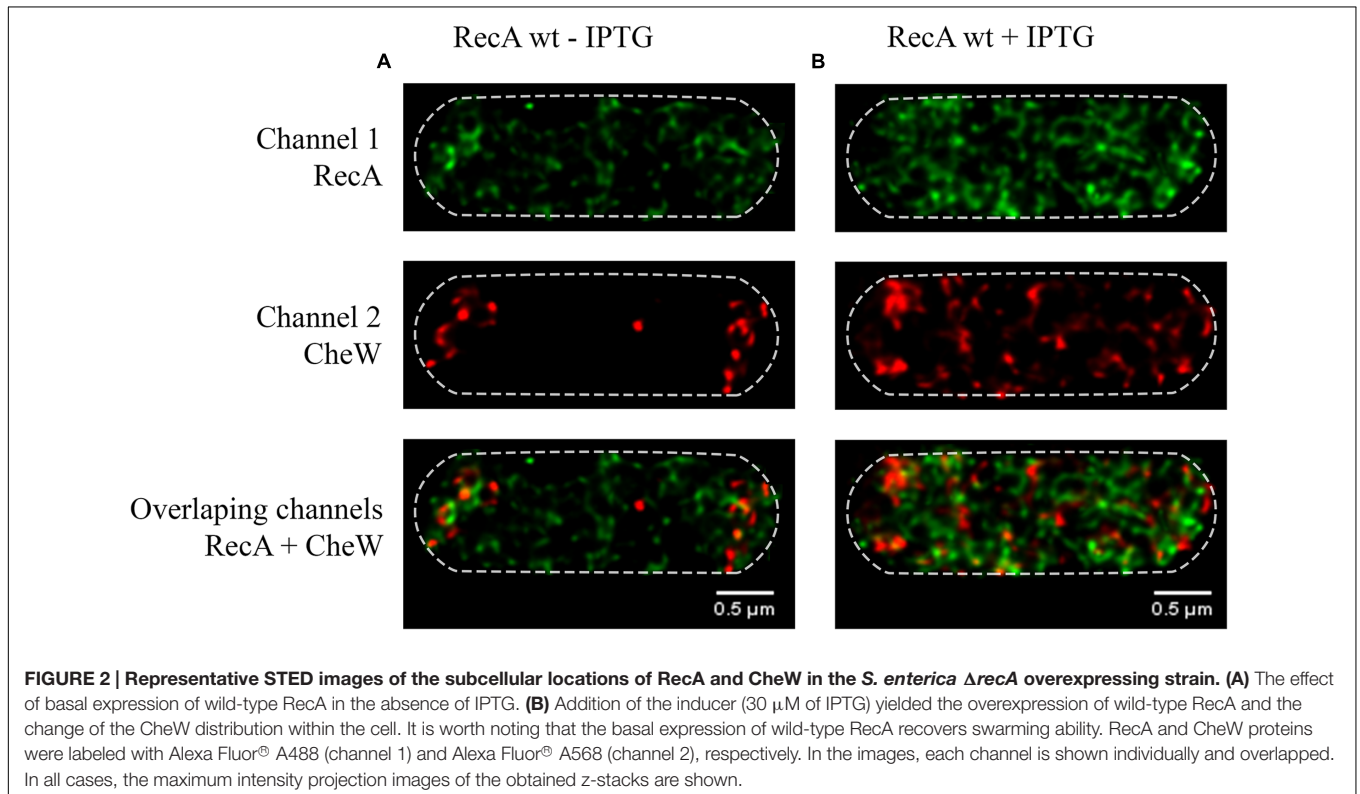 RecA wt - IPTG
RecA wt + IPTG
A
B
Channel 1
RecA
Channel 2
CheW
Overlaping channels
RecA + CheW
0.5 µm
0.5 µm
FIGURE 2 | Representative STED images of the subcellular locations of RecA and CheW in the S. enterica ΔrecA overexpressing strain. (A) The effect
of basal expression of wild-type RecA in the absence of IPTG. (B) Addition of the inducer (30 µM of IPTG) yielded the overexpression of wild-type RecA and the
change of the CheW distribution within the cell. It is worth noting that the basal expression of wild-type RecA recovers swarming ability. RecA and CheW proteins
were labeled with Alexa Fluor® A488 (channel 1) and Alexa Fluor® A568 (channel 2), respectively. In the images, each channel is shown individually and overlapped.
In all cases, the maximum intensity projection images of the obtained z-stacks are shown.